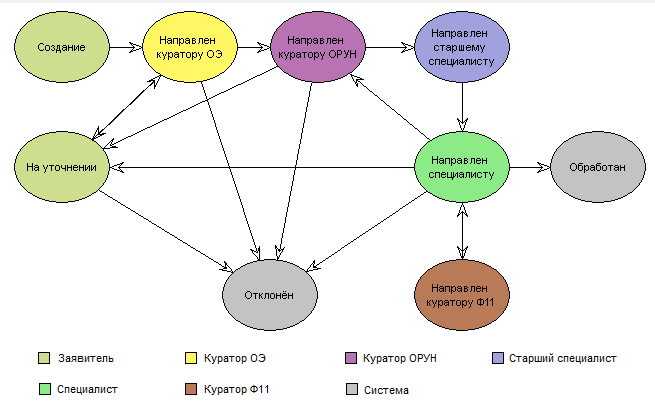 Создание
Направлен
куратору ОЭ
Направлен
куратору ОРУН
Направлен
старшему
специалисту
На уточнении
Направлен
специалисту
Обработан
Отклонён
Направлен
куратору Ф11
Заявитель
Куратор ОЭ
Куратор ОРУН
Старший специалист
Специалист
Куратор Ф11
Система